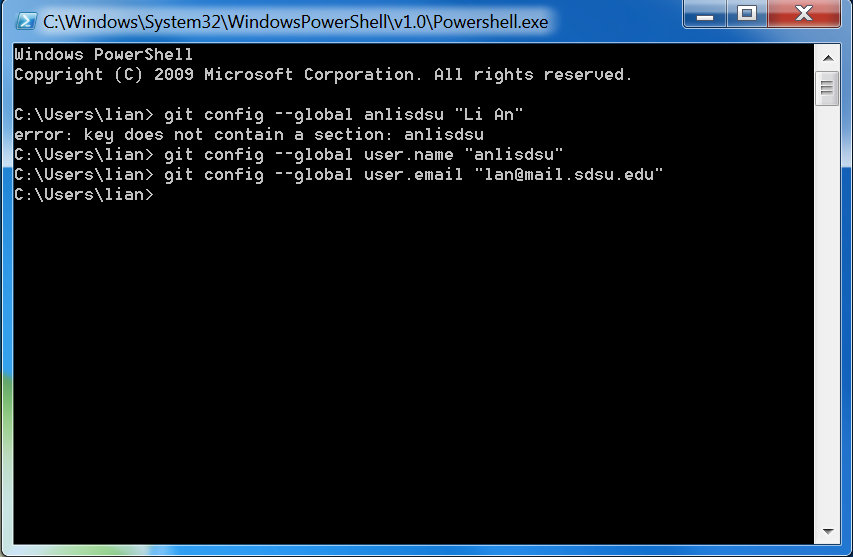 C:\Windows\System32\WindowsPowerShell\v1.0\Powershell.exe
Windows PowerShell
Copyright (C) 2009 Microsoft Corporation. All rights reserved.
C:\Users\lian> git config --global anlisdsu "Li An"
error: key does not contain a section: anlisdsu
C:\Users\lian> git config --global user.name "anlisdsu"
C:\Users\lian> git config --global user.email "lan@mail.sdsu.edu"
C:\Users\lian>